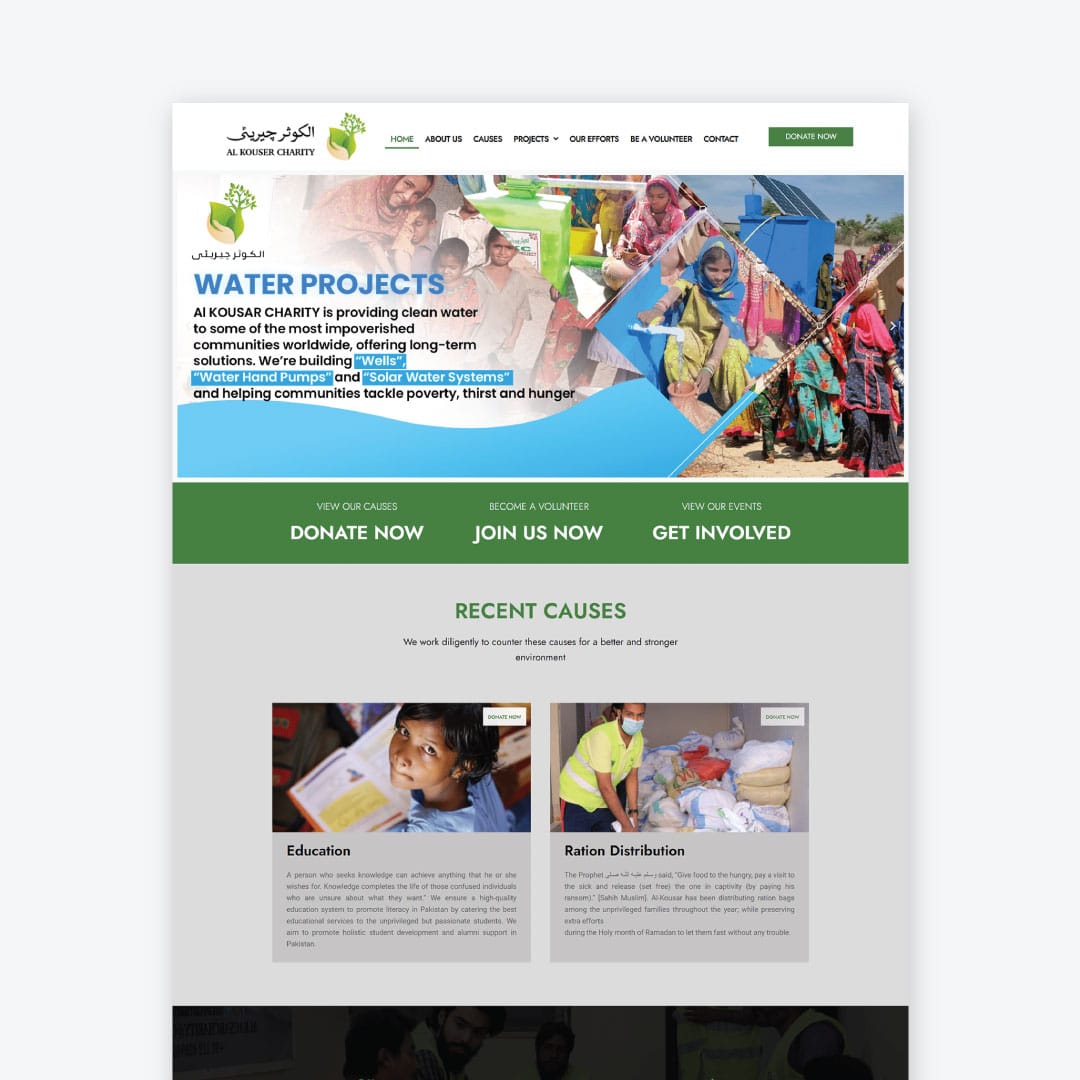 الكوثر چيريٹی
AL KOUSER CHARITY
HOME ABOUT US CAUSES PROJECTS OUR EFFORTS BE A VOLUNTEER CONTACT
DONATE NOW
الكوثر چيريٹی
WATER PROJECTS
Al KOUSAR CHARITY is providing clean water
to some of the most impoverished
communities worldwide, offering long-term
solutions. We’re building “Wells”,
“Water Hand Pumps” and “Solar Water Systems”
and helping communities tackle poverty, thirst and hunger
VIEW OUR CAUSES
DONATE NOW
BECOME A VOLUNTEER
JOIN US NOW
VIEW OUR EVENTS
GET INVOLVED
RECENT CAUSES
We work diligently to counter these causes for a better and stronger
environment
DONATE NOW
Education
A person who seeks knowledge can achieve anything that he or she
wishes for. Knowledge completes the life of those confused individuals
who are unsure about what they want.” We ensure a high-quality
education system to promote literacy in Pakistan by catering the best
educational services to the unprivileged but passionate students. We
aim to promote holistic student development and alumni support in
Pakistan.
DONATE NOW
Ration Distribution
The Prophet وسلم عليه الله صلى said, “Give food to the hungry, pay a visit to
the sick and release (set free) the one in captivity (by paying his
ransom).” [Sahih Muslim]. Al-Kousar has been distributing ration bags
among the unprivileged families throughout the year; while preserving
extra efforts
during the Holy month of Ramadan to let them fast without any trouble.